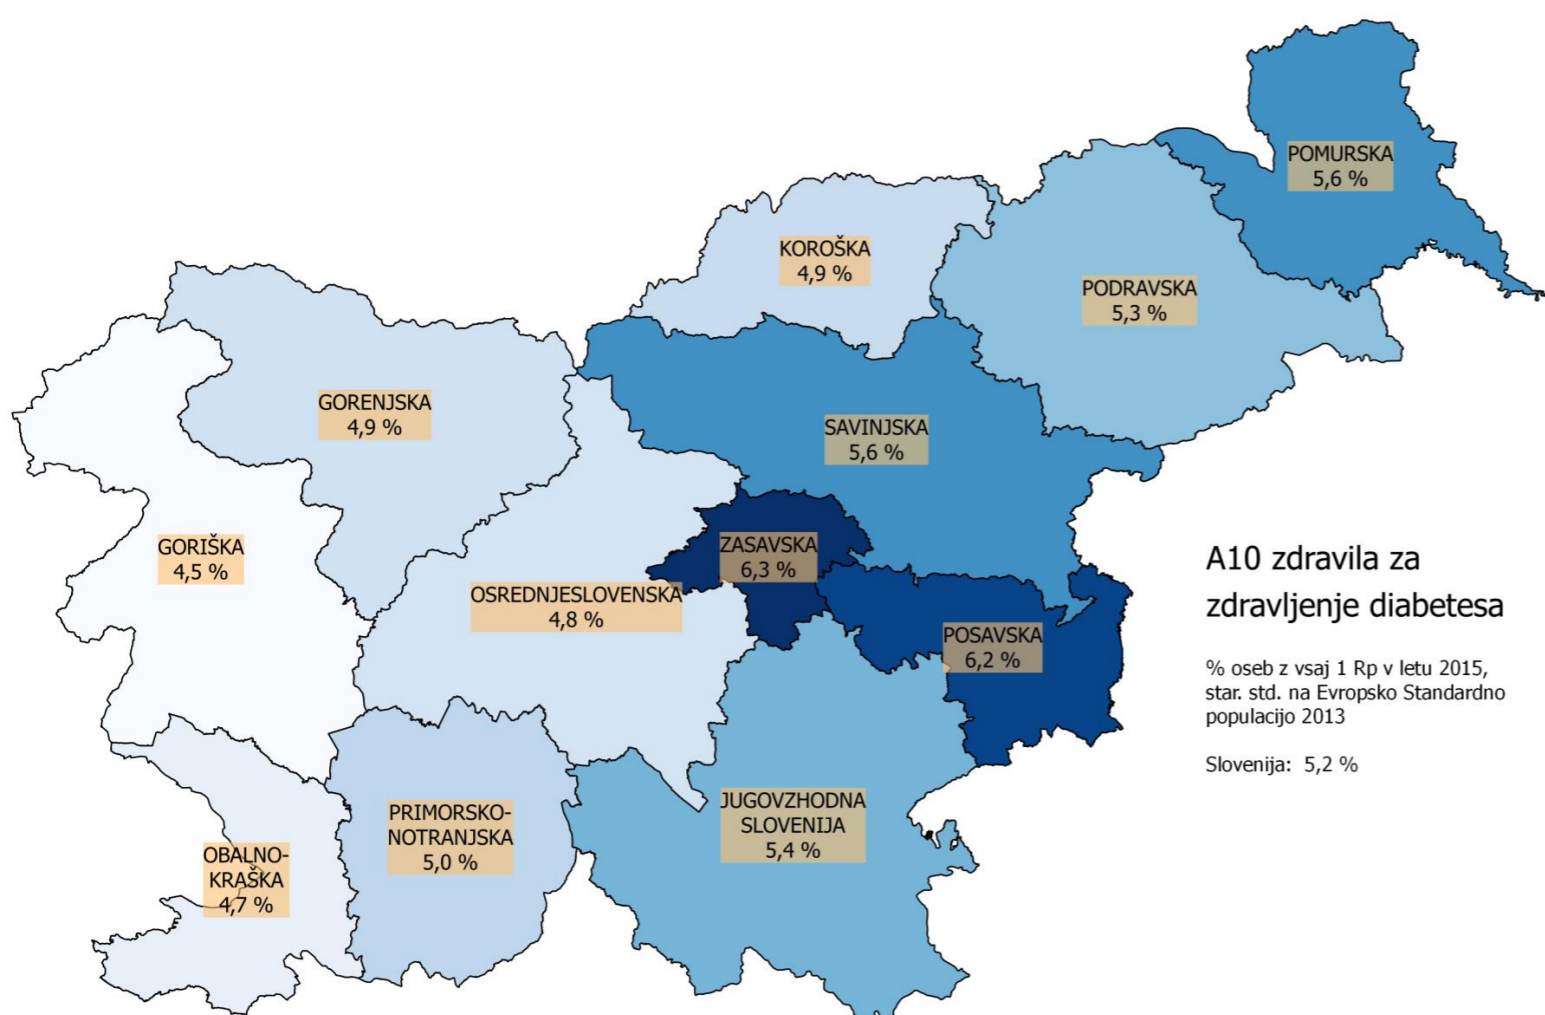 POMURSKA
5,6 %
KOROŠKA
4,9 %
PODRAVSKA
5,3 %
GORENJSKA
4,9 %
SAVINJSKA
5,6 %
GORIŠKA
4,5 %
ZASAVSKA
6,3 %
OSREDNJESLOVENSKA
4,8 %
POSAVSKA
6,2 %
A10 zdravila za
zdravljenje diabetesa
% oseb z vsaj 1 Rp v letu 2015,
star. std. na Evropsko Standardno
populacijo 2013
Slovenija: 5,2 %
PRIMORSKO-
NOTRANJSKA
5,0 %
JUGOVZHODNA
SLOVENIJA
5,4 %
OBALNO-
KRAŠKA
4,7 %